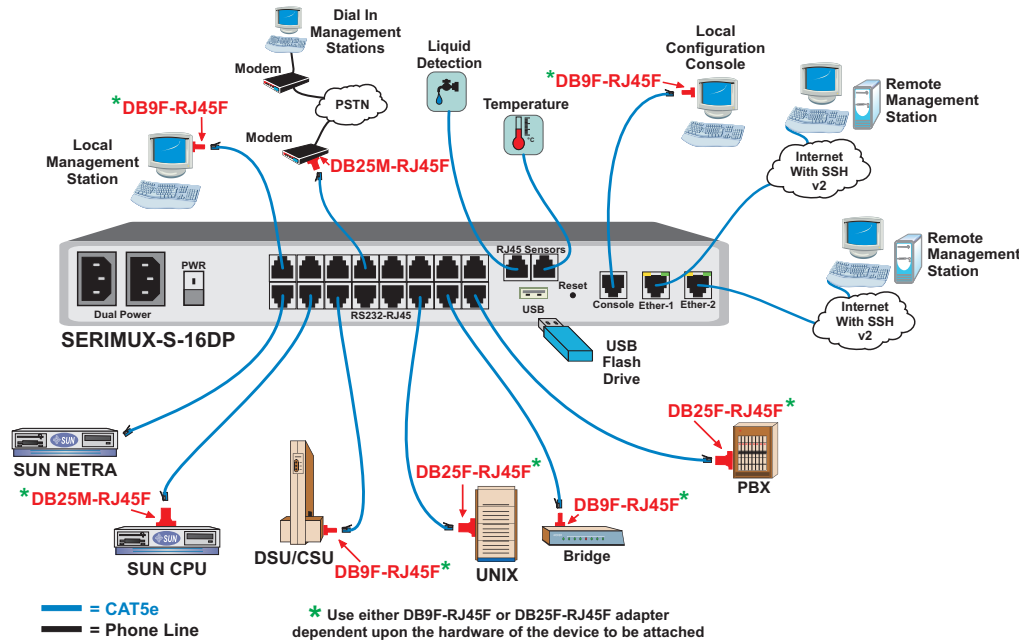 Dial In
Management
Stations
Modem
PSTN
Modem
*DB9F-RJ45F
Local
Management
Station
DB25M-RJ45F
Liquid
Detection
Temperature
°C
Local
Configuration
Console
*DB9F-RJ45F
Remote
Management
Station
Internet
With SSH
v2
Remote
Management
Station
Internet
With SSH
v2
PWR
Dual Power
RS232-RJ45
RJ45 Sensors
USB
Reset
Console
Ether-1
Ether-2
SERIMUX-S-16DP
USB
Flash
Drive
SUN
SUN NETRA
*DB25M-RJ45F
SUN
SUN CPU
DSU/CSU
DB9F-RJ45F*
DB25F-RJ45F*
UNIX
DB9F-RJ45F*
Bridge
DB25F-RJ45F*
PBX
= CAT5e
= Phone Line
* Use either DB9F-RJ45F or DB25F-RJ45F adapter
dependent upon the hardware of the device to be attached